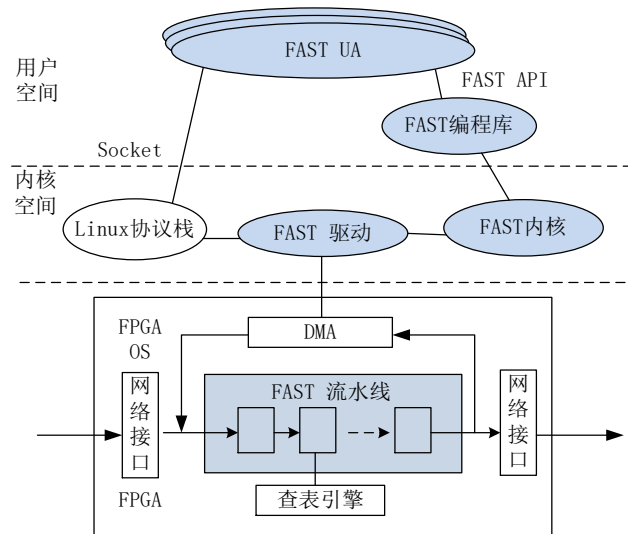 FAST UA
用户
空间
FAST API
FAST编程库
Socket
内核
空间
Linux协议栈
FAST 驱动
FAST内核
FPGA
OS
DMA
网络接口
FAST 流水线
网络接口
查表引擎
FPGA